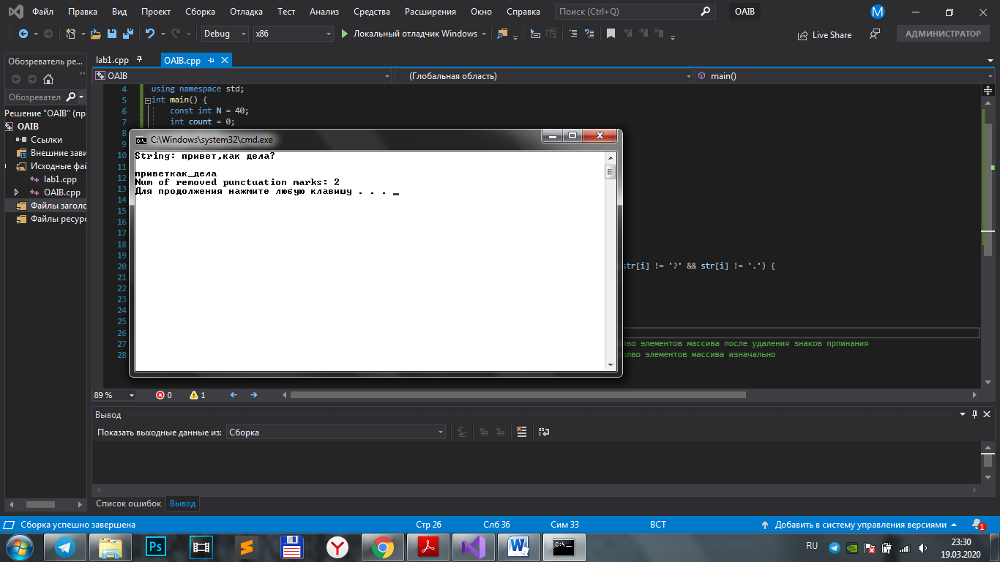 Файл Правка Вид Проект Сборка Отладка Тест Анализ Средства Расширения Окно Справка Поиск (Ctrl+Q) OAIB M
Debug x86 Локальный отладчик Windows Live Share АДМИНИСТРАТОР
Обозреватель ре...
Обозревател
Решение "OAIB" (пр
OAIB
Ссылки
Внешние зави
Исходные фай
lab1.cpp
OAIB.cpp
Файлы заголо
Файлы ресурс
lab1.cpp OAIB.cpp
OAIB (Глобальная область) main()
4 using namespace std;
5 int main() {
6 const int N = 40;
7 int count = 0;
8
9
10
11
12
13
14
15
16
17
18
19
20 str[i] != '?' && str[i] != '.') {
21
22
23
24
25
26
27 лво элементов массива после удаления знаков прпинания
28 олво элементов массива изначально
C:\Windows\system32\cmd.exe
String: привет,как дела?
приветкак_дела
Num of removed punctuation marks: 2
Для продолжения нажмите любую клавишу . . . _
89 % 0 1
Вывод
Показать выходные данные из: Сборка
Список ошибок Вывод
Сборка успешно завершена Стр 26 Слб 36 Сим 33 ВСТ Добавить в систему управления версиями 1
Ps Y W C:\. RU 23:30
19.03.2020